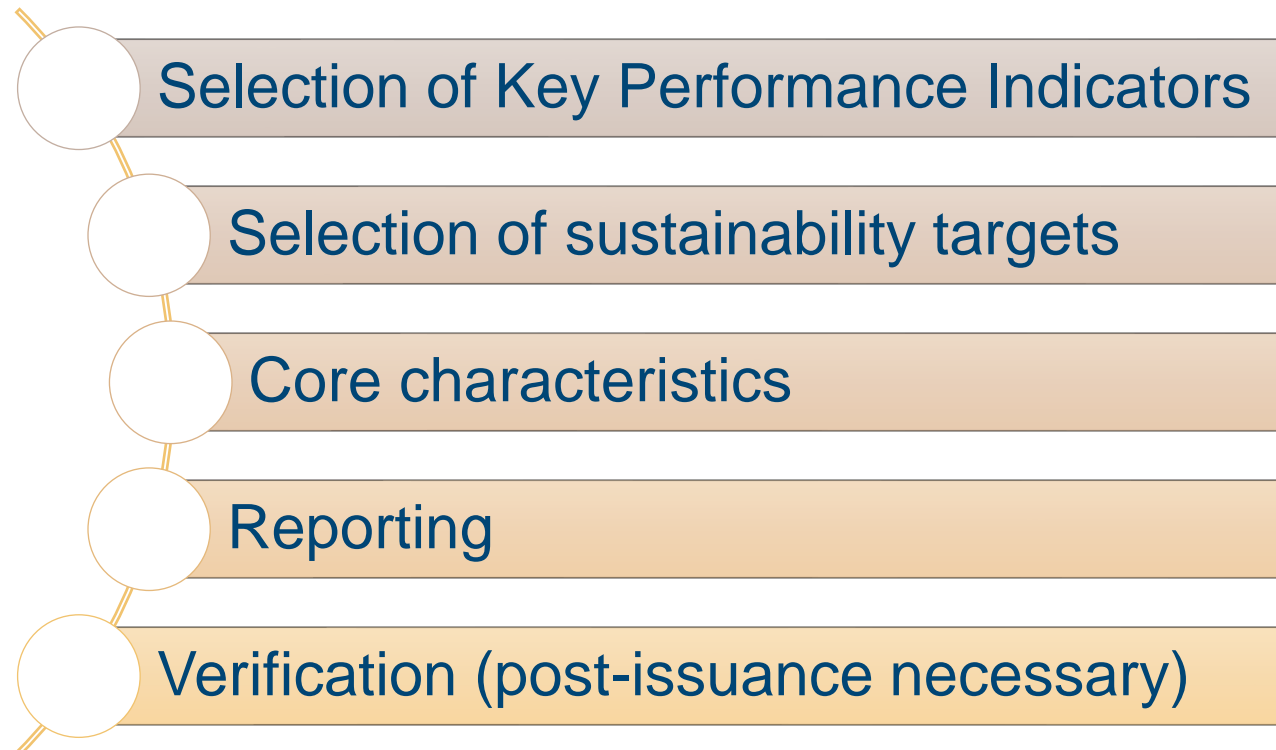 Selection of Key Performance Indicators
Selection of sustainability targets
Core characteristics
Reporting
Verification (post-issuance necessary)